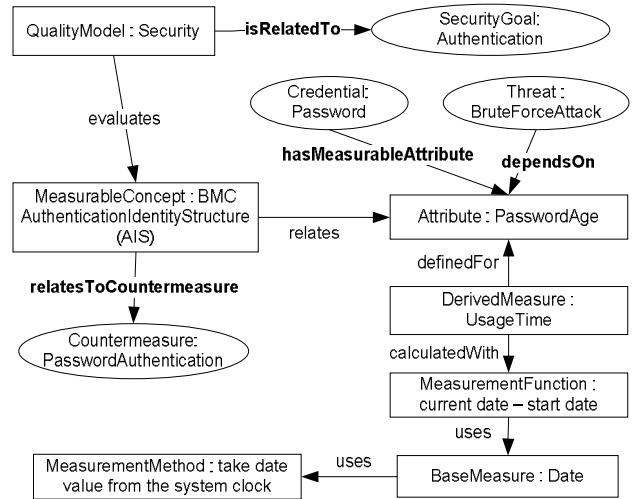 QualityModel : Security
isRelatedTo
SecurityGoal:
Authentication
Credential :
Password
Threat :
BruteForceAttack
evaluates
hasMeasurableAttribute
dependsOn
MeasurableConcept : BMC
AuthenticationIdentityStructure
(AIS)
relates
Attribute : PasswordAge
relatesToCountermeasure
definedFor
Countermeasure:
PasswordAuthentication
DerivedMeasure :
UsageTime
calculatedWith
MeasurementFunction :
current date – start date
uses
MeasurementMethod : take date
value from the system clock
uses
BaseMeasure : Date